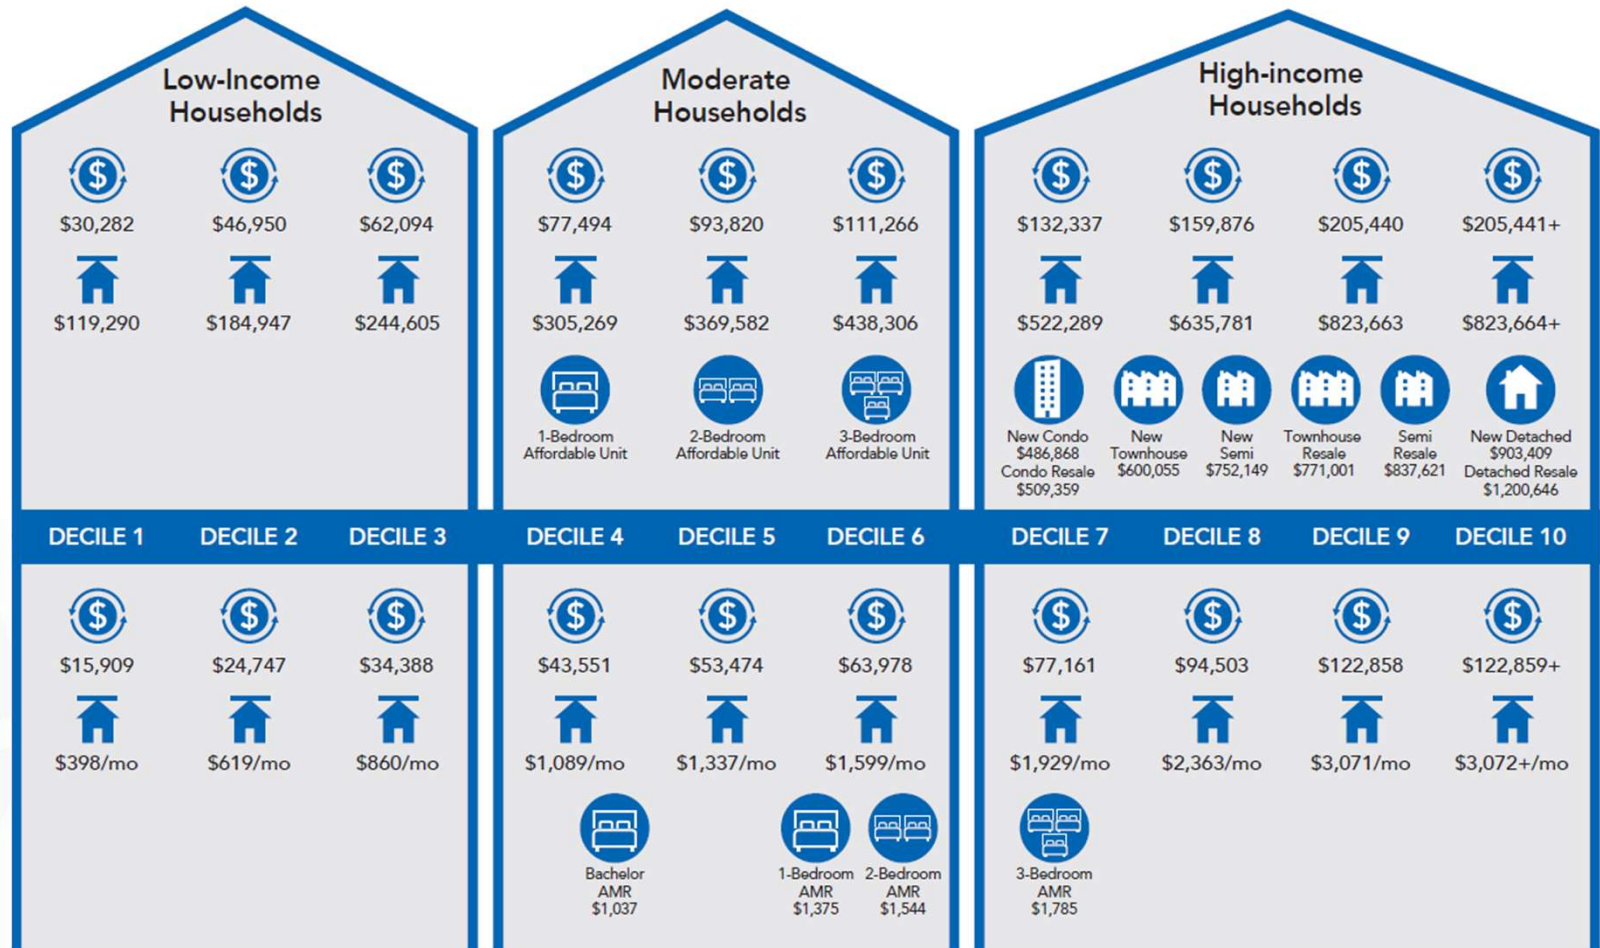 Low-Income
Households
Moderate
Households
High-income
Households
$30,282
$46,950
$62,094
$77,494
$93,820
$111,266
$132,337
$159,876
$205,440
$205,441+
$119,290
$184,947
$244,605
$305,269
$369,582
$438,306
$522,289
$635,781
$823,663
$823,664+
1-Bedroom
Affordable Unit
2-Bedroom
Affordable Unit
3-Bedroom
Affordable Unit
New Condo
$486,868
Condo Resale
$509,359
New
Townhouse
$600,055
New
Semi
$752,149
Townhouse
Resale
$771,001
Semi
Resale
$837,621
New Detached
$903,409
Detached Resale
$1,200,646
DECILE 1
DECILE 2
DECILE 3
DECILE 4
DECILE 5
DECILE 6
DECILE 7
DECILE 8
DECILE 9
DECILE 10
$15,909
$24,747
$34,388
$43,551
$53,474
$63,978
$77,161
$94,503
$122,858
$122,859+
$398/mo
$619/mo
$860/mo
$1,089/mo
$1,337/mo
$1,599/mo
$1,929/mo
$2,363/mo
$3,071/mo
$3,072+/mo
Bachelor
AMR
$1,037
1-Bedroom
AMR
$1,375
2-Bedroom
AMR
$1,544
3-Bedroom
AMR
$1,785